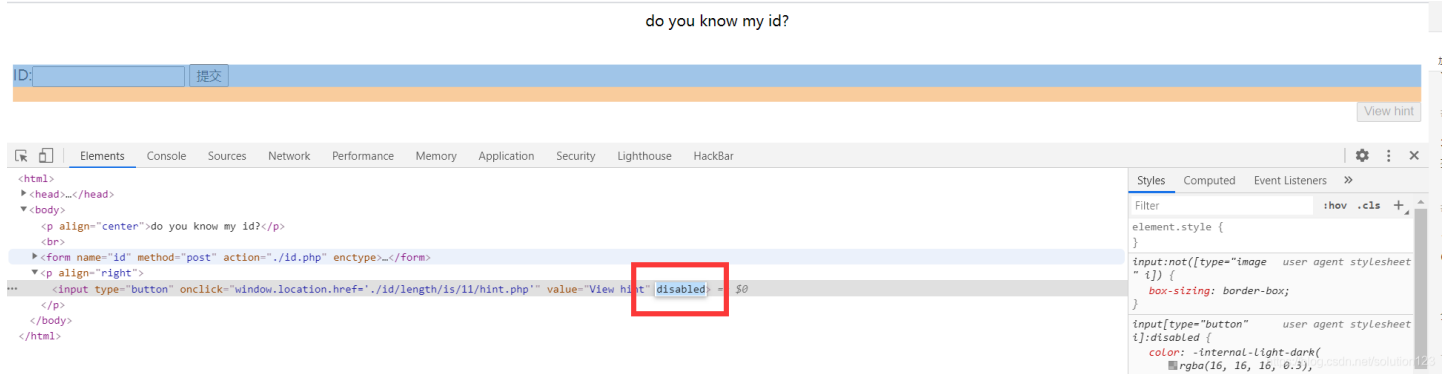 do you know my id?
ID: 提交
View hint
Elements Console Sources Network Performance Memory Application Security Lighthouse HackBar
<html>
<head>…</head>
<body>
<p align="center">do you know my id?</p>
<br>
<form name="id" method="post" action="./id.php" enctype>…</form>
<p align="right">
<input type="button" onclick="window.location.href='./id/length/is/11/hint.php'" value="View hint" disabled> == $0
</p>
</body>
</html>
Styles Computed Event Listeners »
Filter :hov .cls +
element.style {
}
input:not([type="image user agent stylesheet
" i]) {
box-sizing: border-box;
}
input[type="button" user agent stylesheet
i]:disabled {
color: -internal-light-dark(
rgba(16, 16, 16, 0.3),